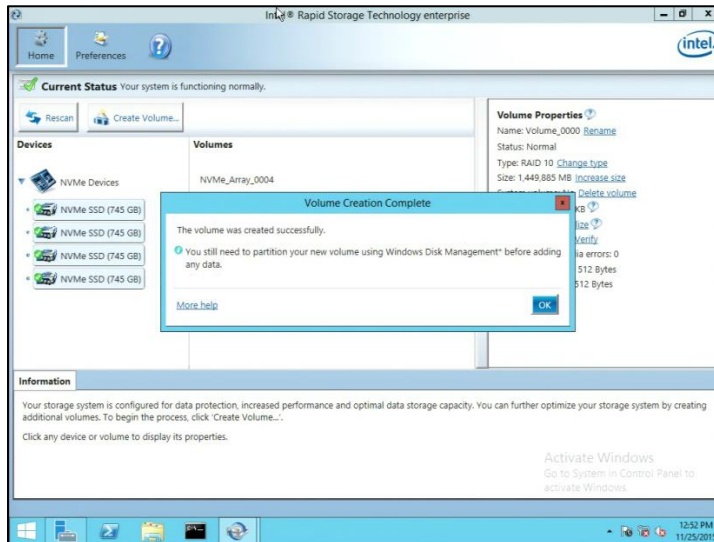 Intel® Rapid Storage Technology enterprise
Home
Preferences
intel
Current Status Your system is functioning normally.
Rescan
Create Volume...
Devices
Volumes
NVMe Devices
NVMe SSD (745 GB)
NVMe SSD (745 GB)
NVMe SSD (745 GB)
NVMe SSD (745 GB)
NVMe_Array_0004
Volume Properties
Name: Volume_0000 Rename
Status: Normal
Type: RAID 10 Change type
Size: 1,449,885 MB Increase size
Delete volume
KB
Verify
errors: 0
512 Bytes
512 Bytes
Volume Creation Complete
The volume was created successfully.
You still need to partition your new volume using Windows Disk Management* before adding
any data.
More help
OK
Information
Your storage system is configured for data protection, increased performance and optimal data storage capacity. You can further optimize your storage system by creating
additional volumes. To begin the process, click 'Create Volume...'.
Click any device or volume to display its properties.
Activate Windows
Go to System in Control Panel to
activate Windows.
12:52 PM
11/25/2015